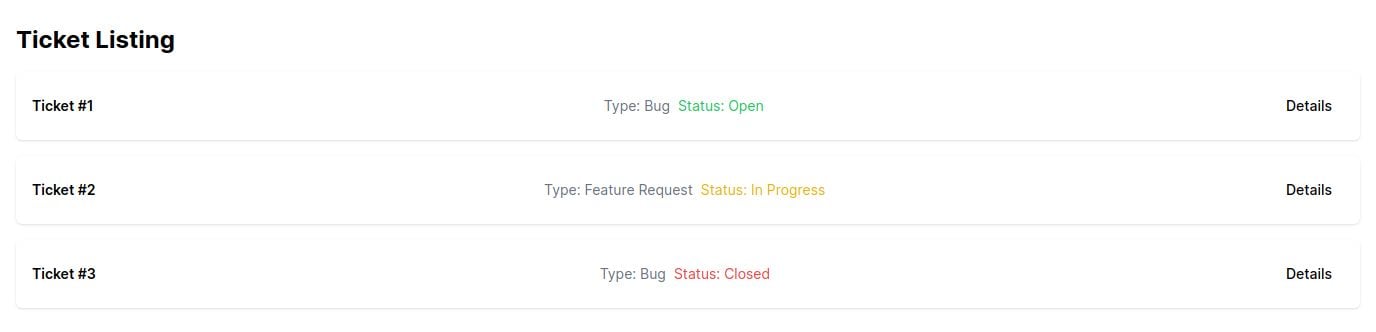 Ticket Listing
Ticket #1 Type: Bug Status: Open Details
Ticket #2 Type: Feature Request Status: In Progress Details
Ticket #3 Type: Bug Status: Closed Details